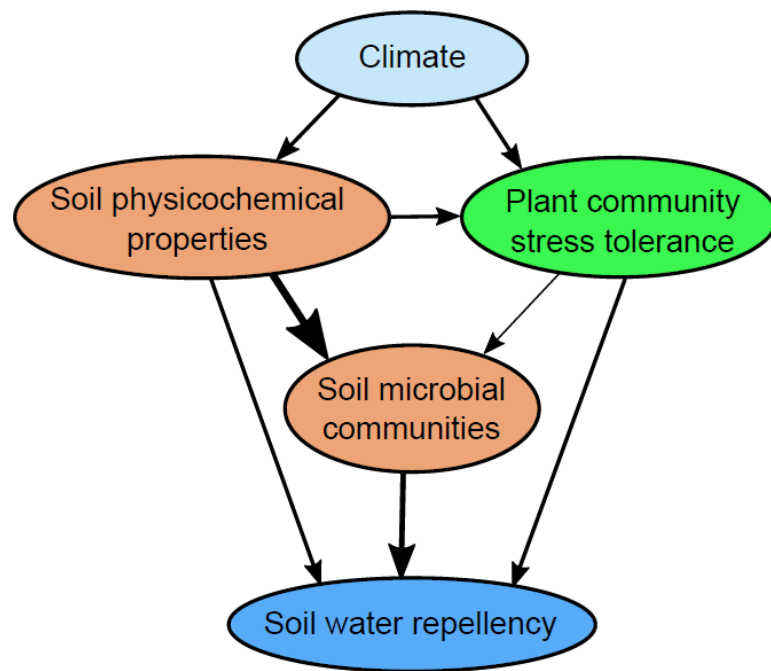 Climate
Soil physicochemical
properties
Plant community
stress tolerance
Soil microbial
communities
Soil water repellency